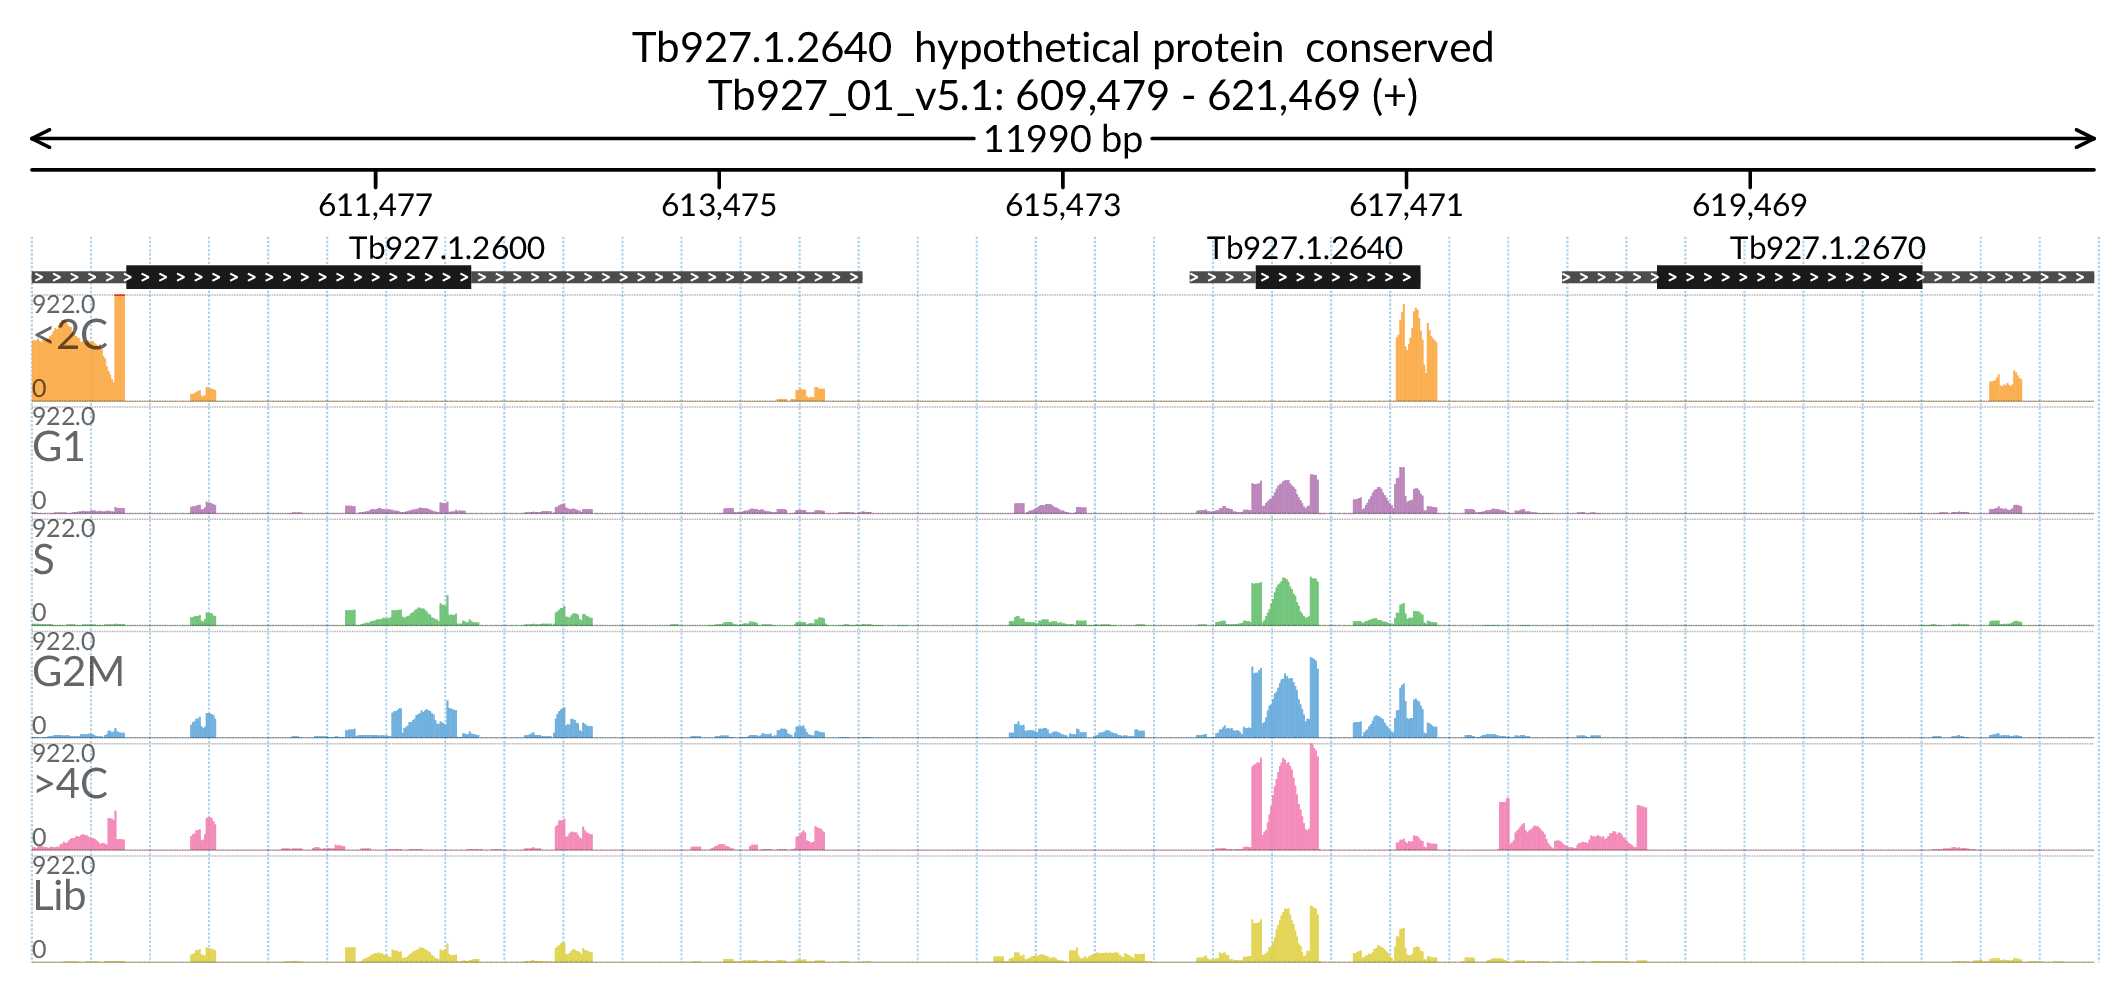 Tb927.1.2640  hypothetical protein  conserved
Tb927_01_v5.1: 609,479 - 621,469 (+)
11990 bp
611,477 613,475 615,473 617,471 619,469
Tb927.1.2600 Tb927.1.2640 Tb927.1.2670
922.0
<2C
0
922.0
G1
0
922.0
S
0
922.0
G2M
0
922.0
>4C
0
922.0
Lib
0